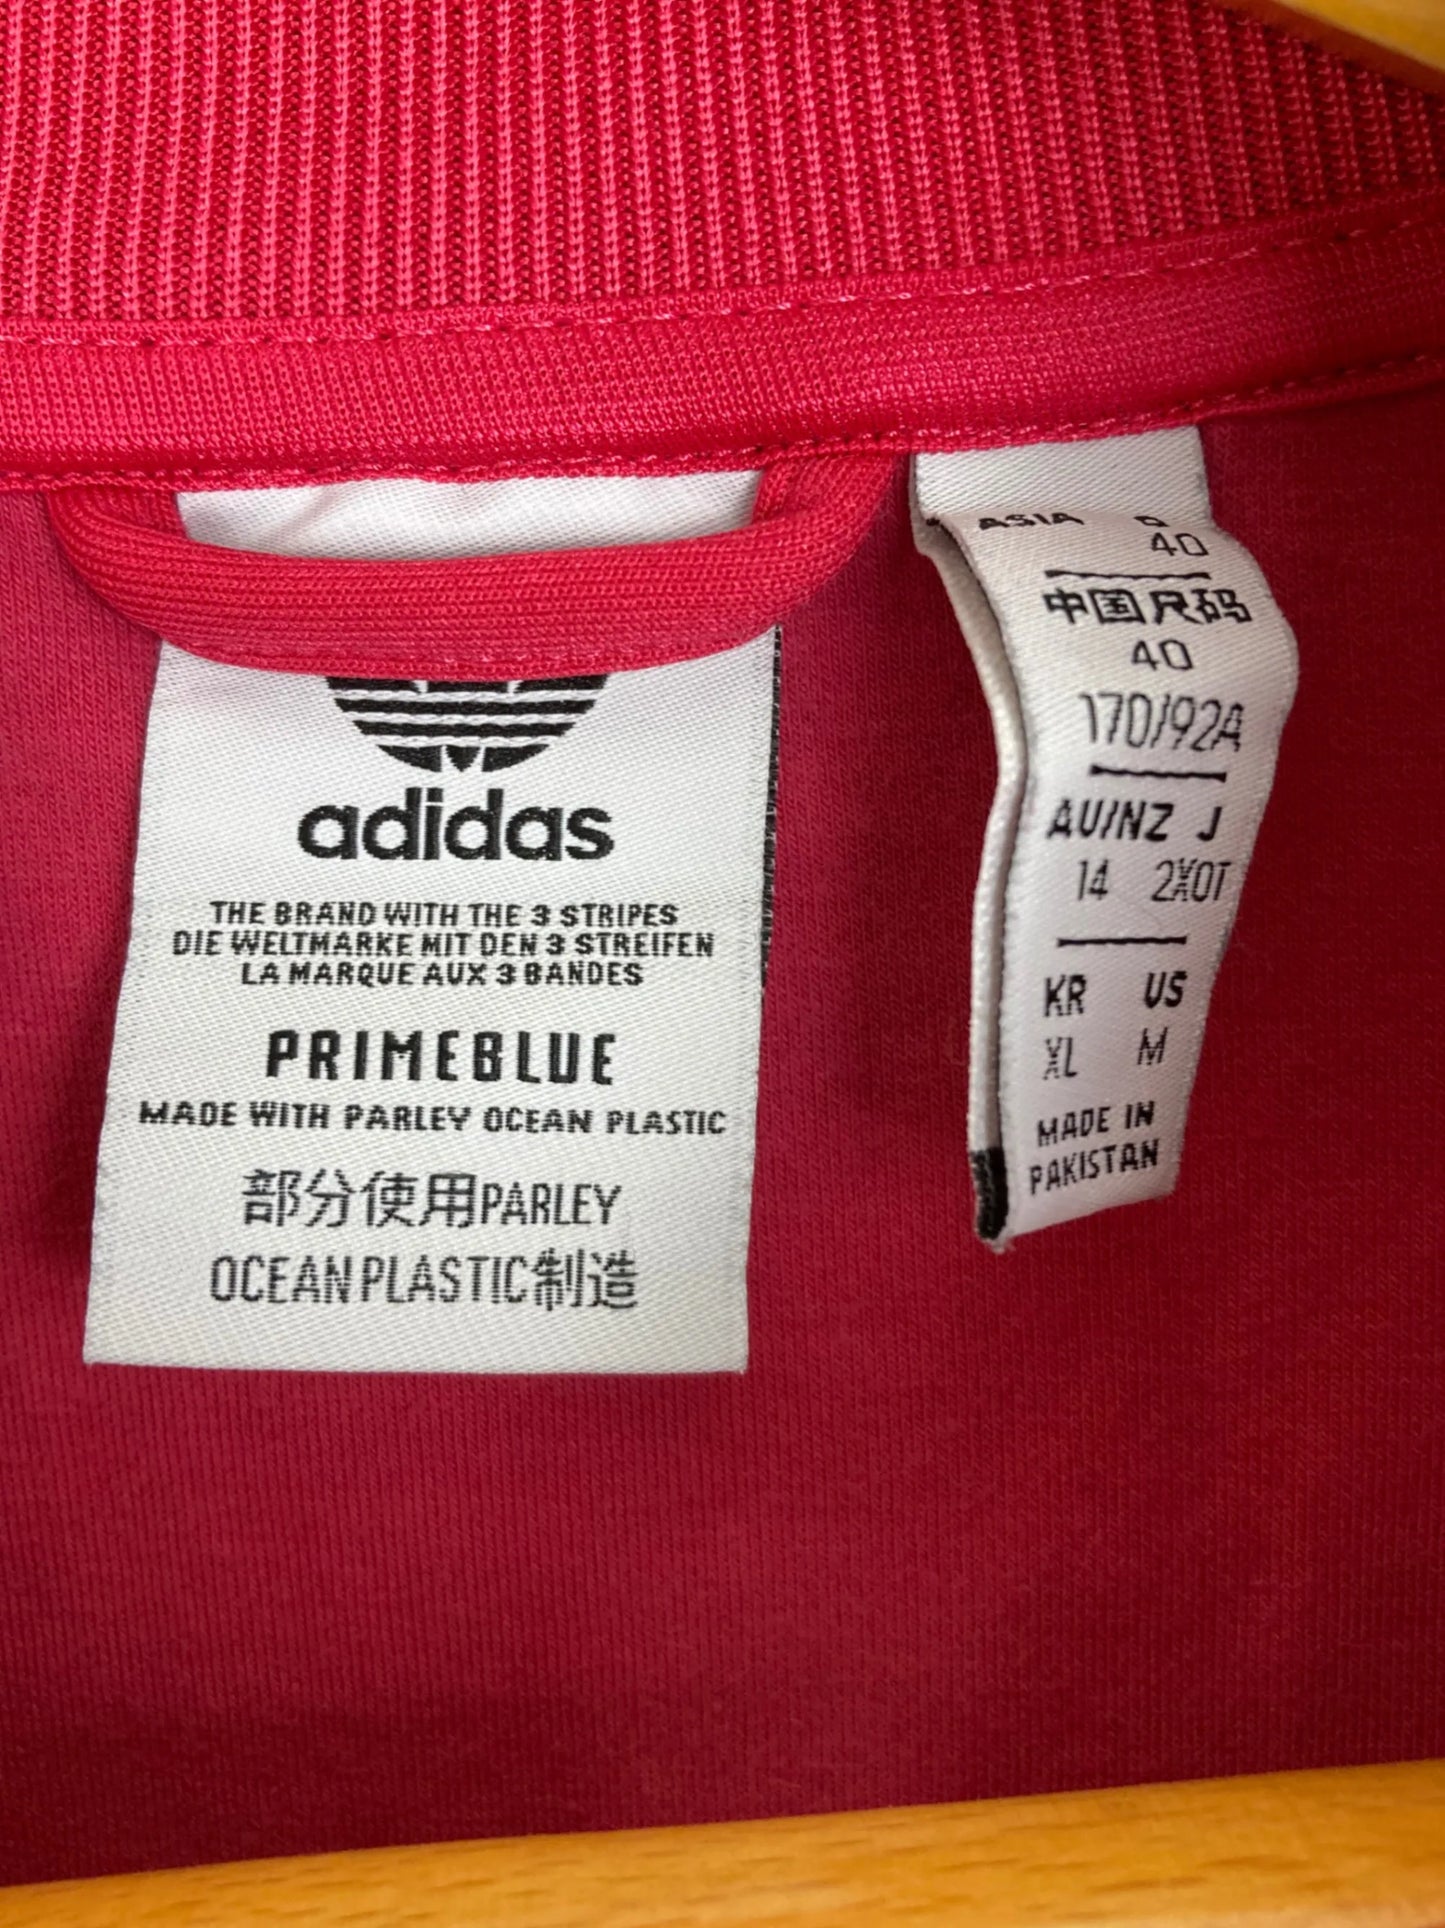 adidas
THE BRAND WITH THE 3 STRIPES
DIE WELTMARKE MIT DEN 3 STREIFEN
LA MARQUE AUX 3 BANDES
PRIMEBLUE
MADE WITH PARLEY OCEAN PLASTIC
部分使用PARLEY
OCEAN PLASTIC制造
ASIA
40
中国尺码
40
170/92A
AU/NZ J
14 2XOT
KR US
XL M
MADE IN
PAKISTAN